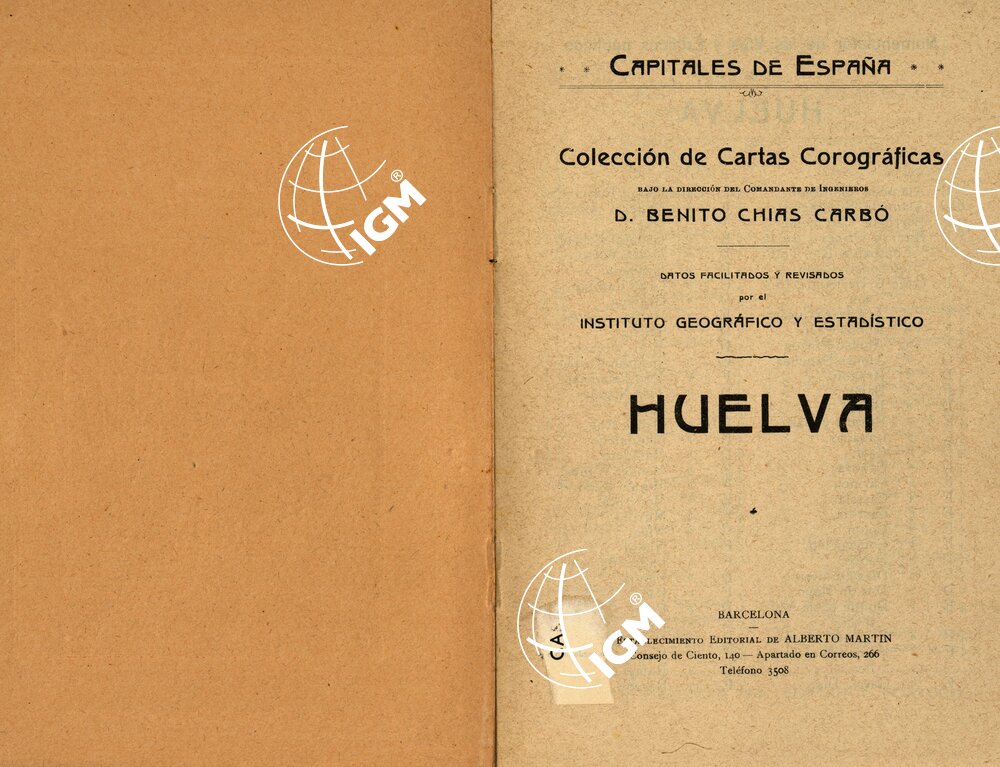 CAPITALES DE ESPAÑA
Colección de Cartas Corográficas
BAJO LA DIRECCIÓN DEL COMANDANTE DE INGENIEROS
D. BENITO CHIAS CARBÓ
DATOS FACILITADOS Y REVISADOS
por el
INSTITUTO GEOGRÁFICO Y ESTADÍSTICO
HUELVA
BARCELONA
ESTABLECIMIENTO EDITORIAL DE ALBERTO MARTIN
Consejo de Ciento, 140 — Apartado en Correos, 266
Teléfono 3508
CA
IGM®
IGM®